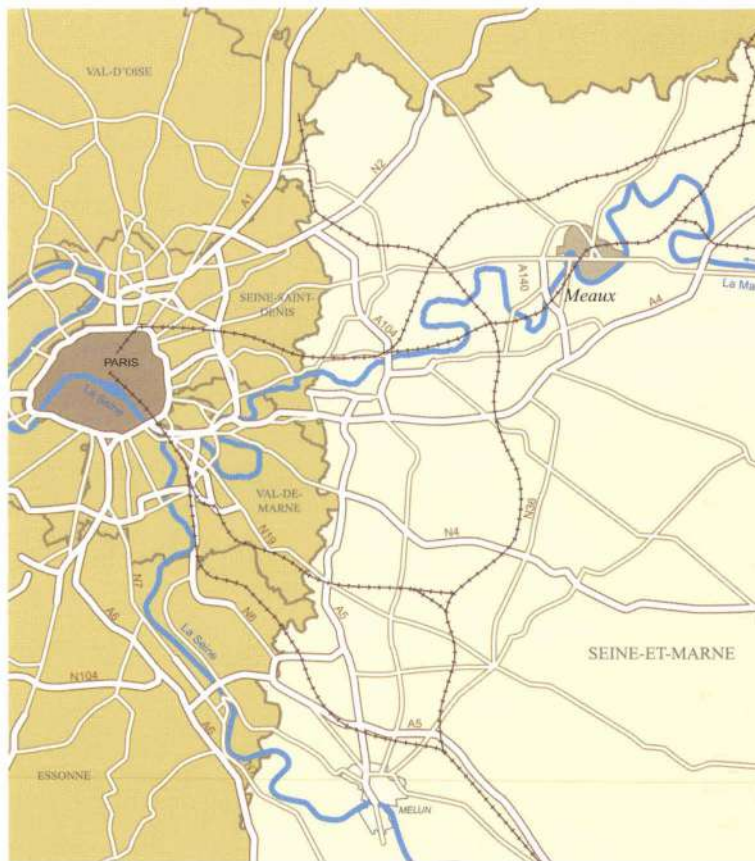 VAL-D'OISE
A1
N2
SEINE-SAINT-
DENIS
A104
A140
Meaux
A4
La Ma
PARIS
La Seine
VAL-DE-
MARNE
N19
N36
N4
N7
A6
N6
A5
La Seine
SEINE-ET-MARNE
N104
A6
A5
ESSONNE
MELUN